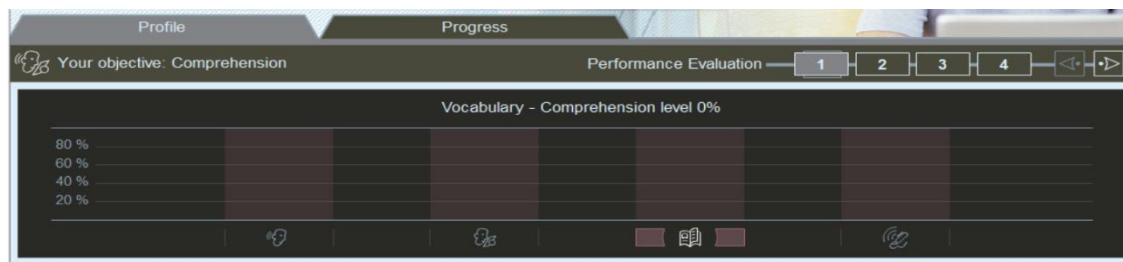 Profile Progress
Your objective: Comprehension Performance Evaluation 1 2 3 4
Vocabulary - Comprehension level 0%
80 %
60 %
40 %
20 %